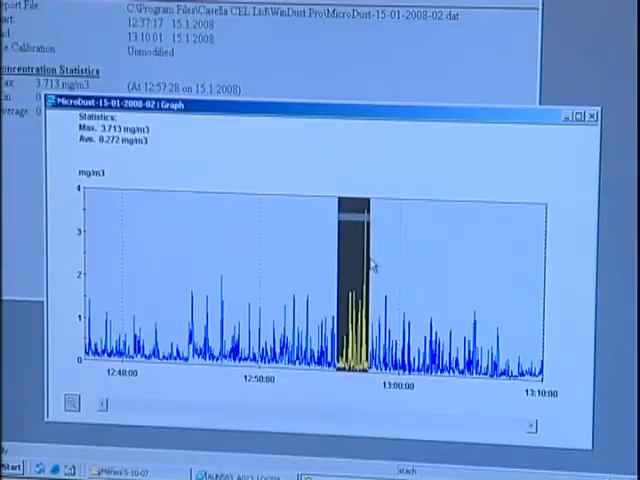 port File
C:\Program Files\Casella CEL Ltd\WinDust Pro\MicroDust-15-01-2008-02.dat
12:37:17 15.1.2008
13:10:01 15.1.2008
e Calibration
Unmodified
oncentration Statistics
3.713 mg/m3
(At 12:57:28 on 15.1.2008)
0
erage: 0
MicroDust-15-01-2008-02 : Graph
Statistics:
Max. 3.713 mg/m3
Ave. 0.272 mg/m3
mg/m3
4
3
2
1
0
12:40:00
12:50:00
13:00:00
13:10:00
Start